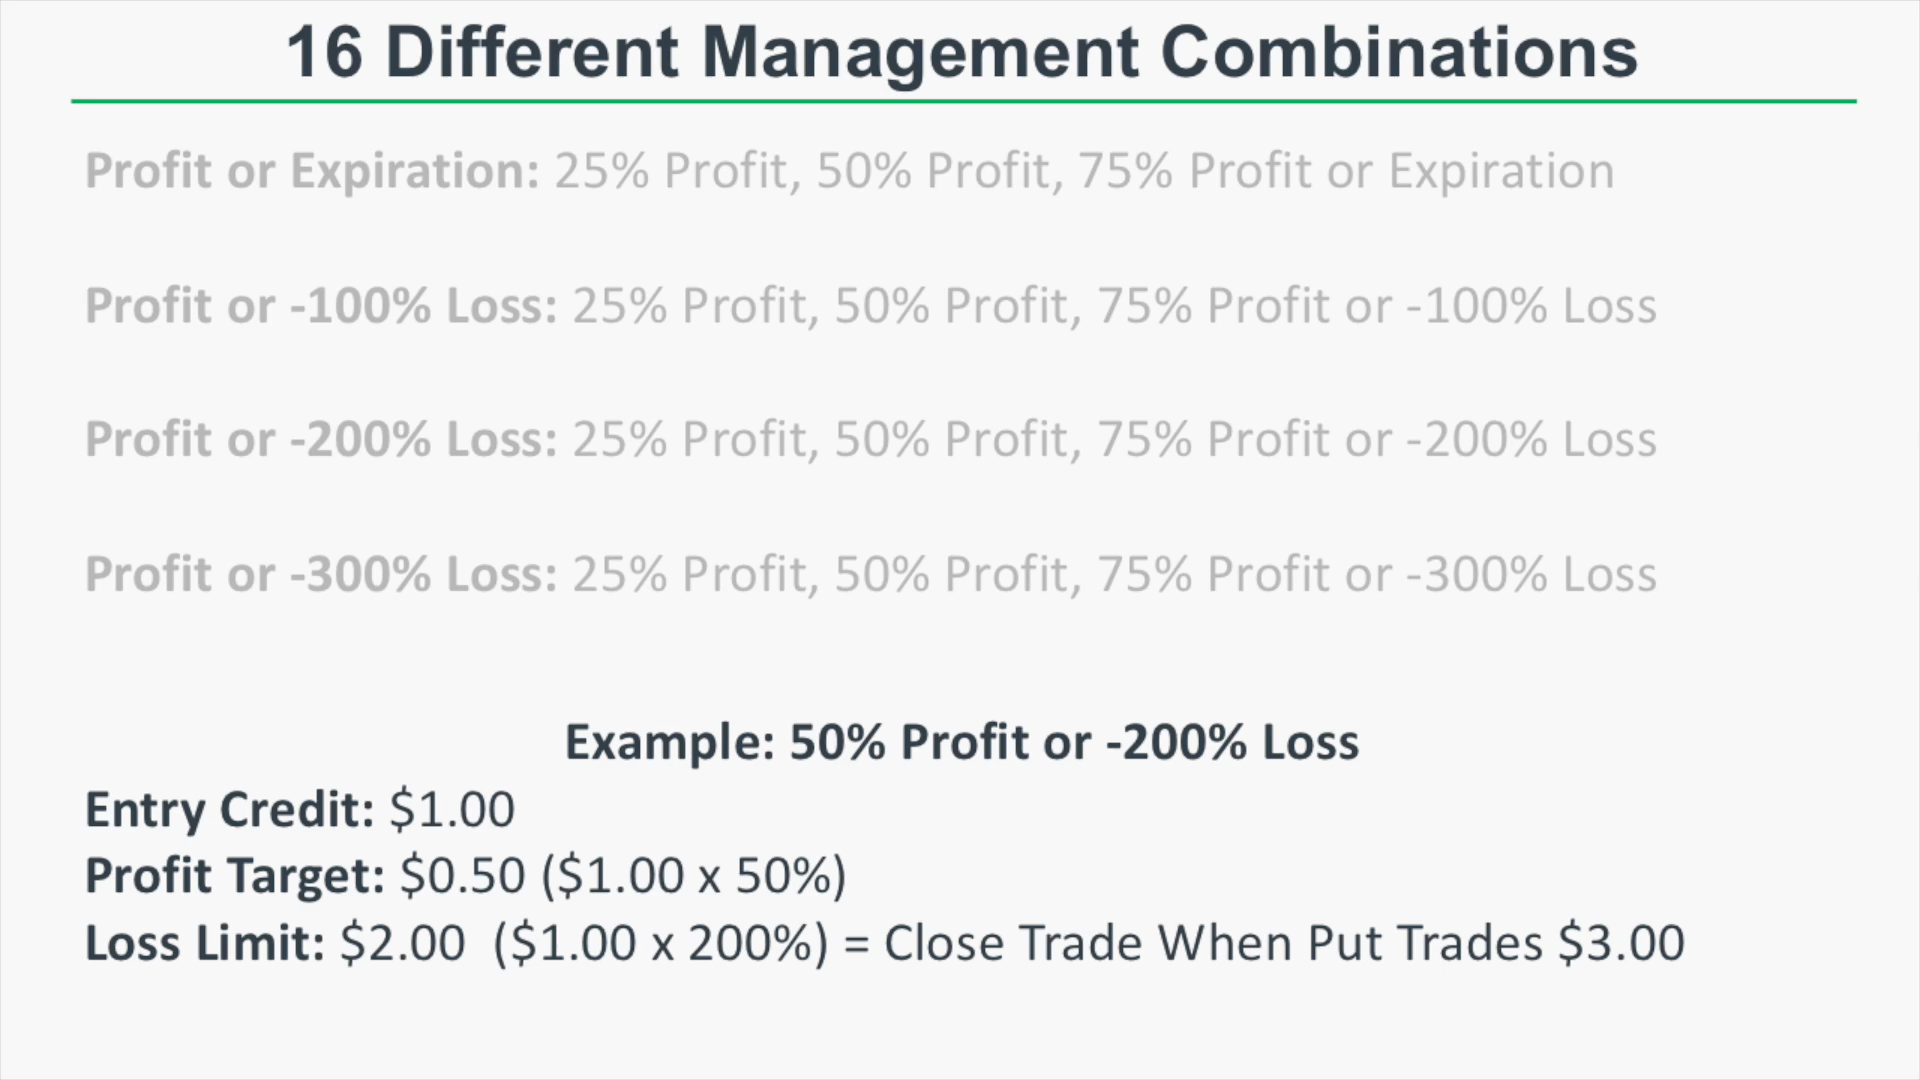 16 Different Management Combinations
Profit or Expiration: 25% Profit, 50% Profit, 75% Profit or Expiration
Profit or -100% Loss: 25% Profit, 50% Profit, 75% Profit or -100% Loss
Profit or -200% Loss: 25% Profit, 50% Profit, 75% Profit or -200% Loss
Profit or -300% Loss: 25% Profit, 50% Profit, 75% Profit or -300% Loss
Example: 50% Profit or -200% Loss
Entry Credit: $1.00
Profit Target: $0.50 ($1.00 x 50%)
Loss Limit: $2.00  ($1.00 x 200%) = Close Trade When Put Trades $3.00